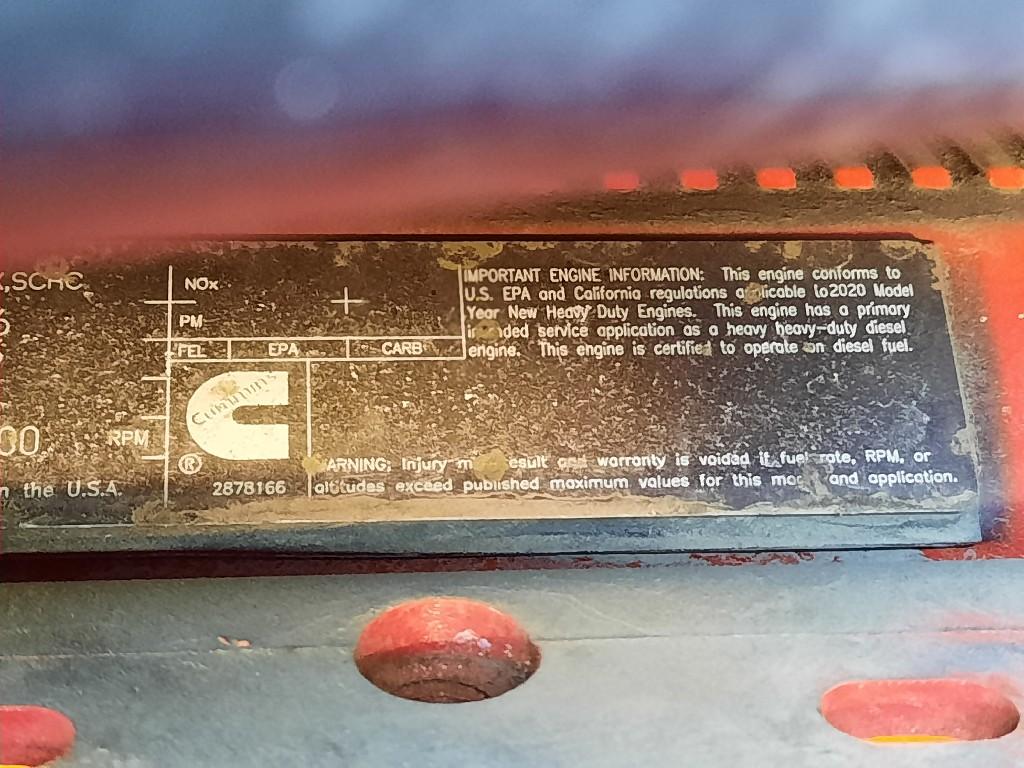 X,SCRC
NOx
PM
FEL EPA CARB
IMPORTANT ENGINE INFORMATION: This engine conforms to
U.S. EPA and California regulations applicable to 2020 Model
Year New Heavy Duty Engines. This engine has a primary
intended service application as a heavy heavy-duty diesel
engine. This engine is certified to operate on diesel fuel.
Cummins
00 RPM
®
n the U.S.A.
2878166
WARNING: Injury may result and warranty is voided if fuel rate, RPM, or
altitudes exceed published maximum values for this model and application.